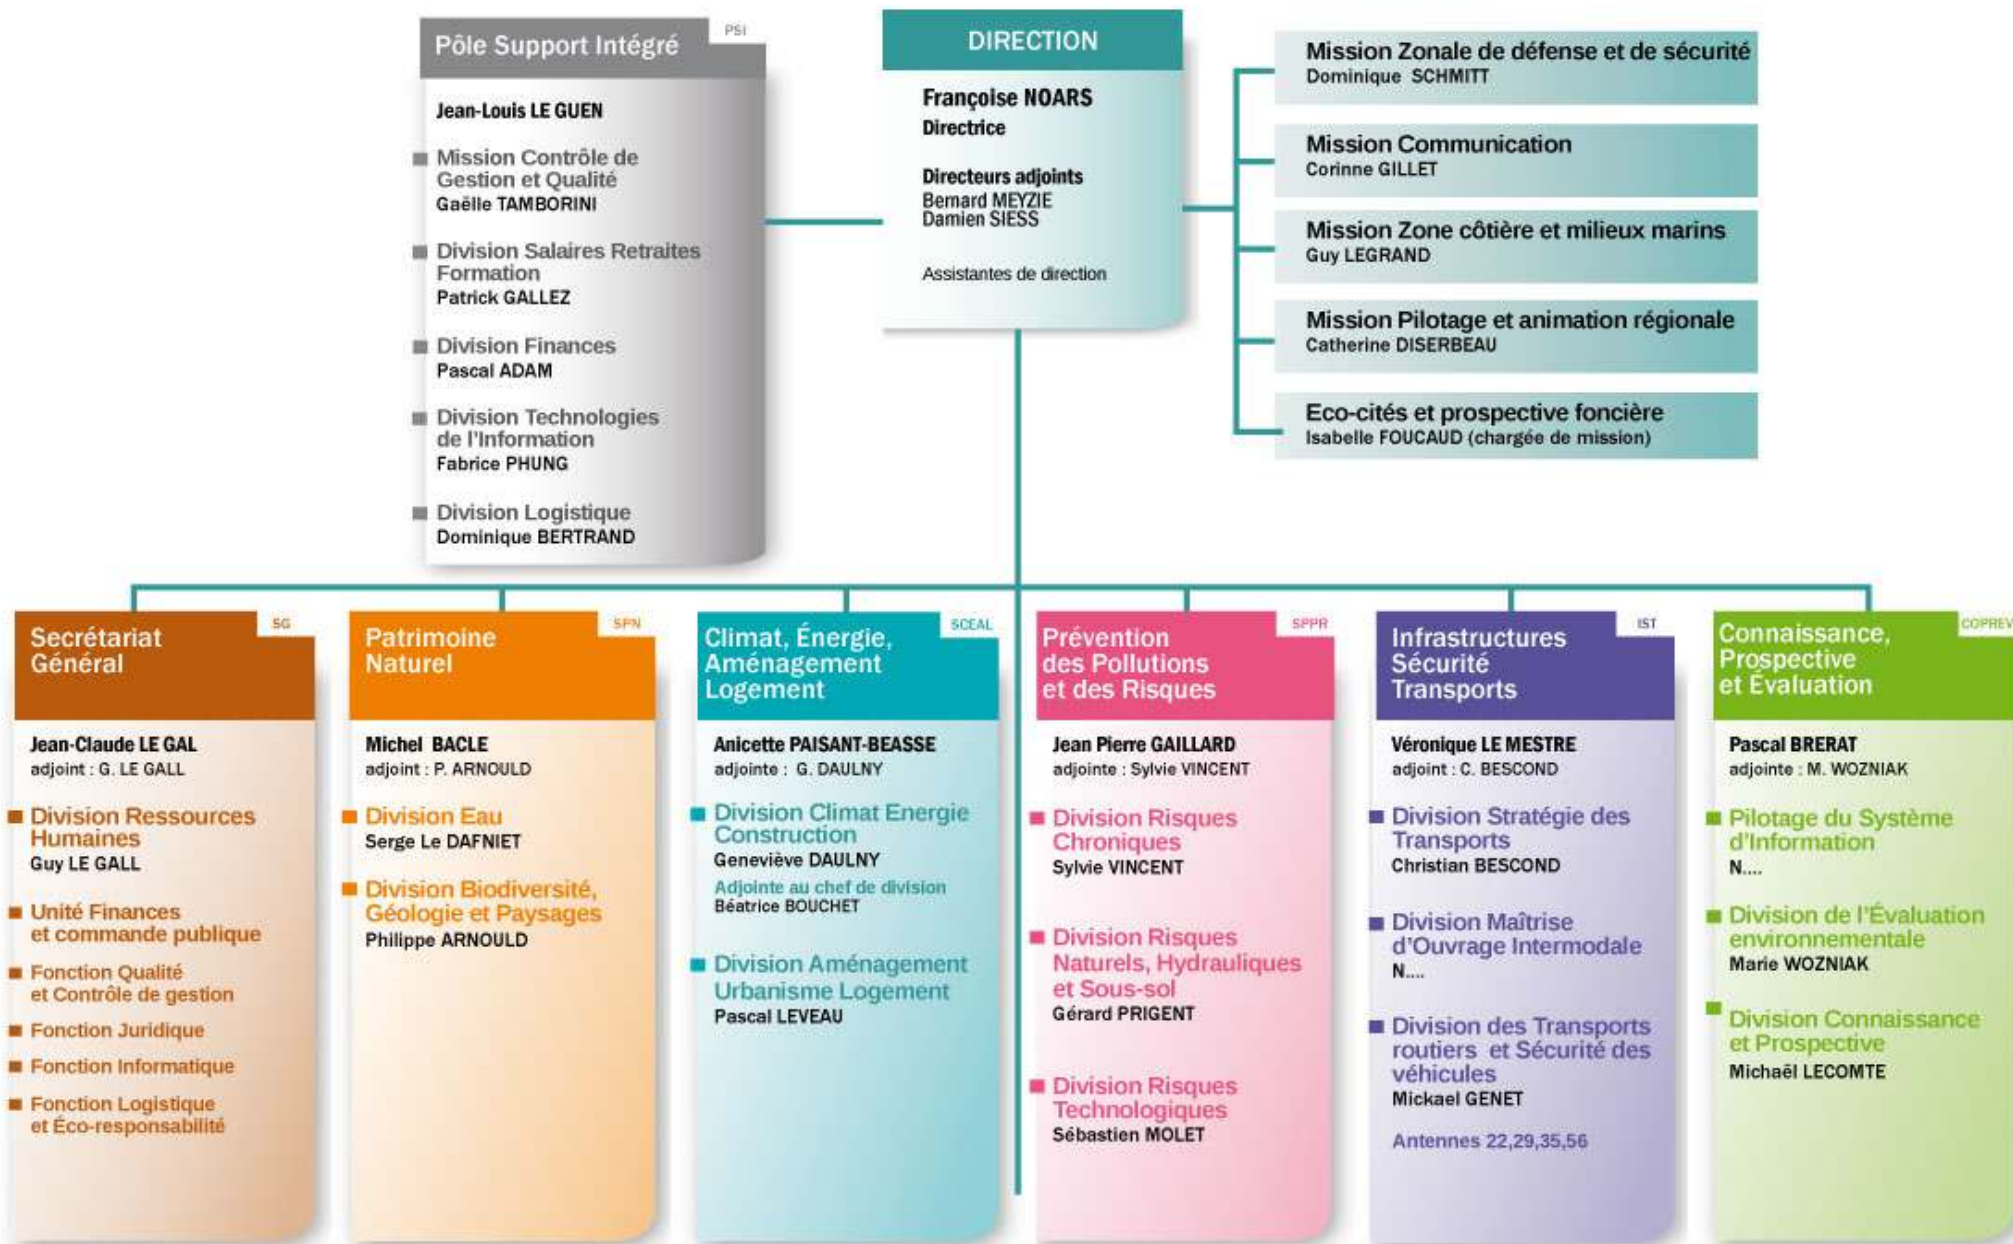 Pôle Support Intégré
PSI
Jean-Louis LE GUEN
Mission Contrôle de
Gestion et Qualité
Gaëlle TAMBORINI
Division Salaires Retraites
Formation
Patrick GALLEZ
Division Finances
Pascal ADAM
Division Technologies
de l'Information
Fabrice PHUNG
Division Logistique
Dominique BERTRAND
DIRECTION
Françoise NOARS
Directrice
Directeurs adjoints
Bernard MEYZIE
Damien SIESS
Assistantes de direction
Mission Zonale de défense et de sécurité
Dominique SCHMITT
Mission Communication
Corinne GILLET
Mission Zone côtière et milieux marins
Guy LEGRAND
Mission Pilotage et animation régionale
Catherine DISERBEAU
Eco-cités et prospective foncière
Isabelle FOUCAUD (chargée de mission)
Secrétariat
Général
SG
Jean-Claude LE GAL
adjoint : G. LE GALL
Division Ressources
Humaines
Guy LE GALL
Unité Finances
et commande publique
Fonction Qualité
et Contrôle de gestion
Fonction Juridique
Fonction Informatique
Fonction Logistique
et Éco-responsabilité
Patrimoine
Naturel
SPN
Michel BACLE
adjoint : P. ARNOULD
Division Eau
Serge Le DAFNIET
Division Biodiversité,
Géologie et Paysages
Philippe ARNOULD
Climat, Énergie,
Aménagement
Logement
SCEAL
Anicette PAISANT-BEASSE
adjointe : G. DAULNY
Division Climat Energie
Construction
Geneviève DAULNY
Adjointe au chef de division
Béatrice BOUCHET
Division Aménagement
Urbanisme Logement
Pascal LEVEAU
Prévention
des Pollutions
et des Risques
SPPR
Jean Pierre GAILLARD
adjointe : Sylvie VINCENT
Division Risques
Chroniques
Sylvie VINCENT
Division Risques
Naturels, Hydrauliques
et Sous-sol
Gérard PRIGENT
Division Risques
Technologiques
Sébastien MOLET
Infrastructures
Sécurité
Transports
IST
Véronique LE MESTRE
adjoint : C. BESCOND
Division Stratégie des
Transports
Christian BESCOND
Division Maîtrise
d'Ouvrage Intermodale
N....
Division des Transports
routiers et Sécurité des
véhicules
Mickael GENET
Antennes 22,29,35,56
Connaissance,
Prospective
et Évaluation
COPREV
Pascal BRERAT
adjointe : M. WOZNIAK
Pilotage du Système
d'Information
N....
Division de l'Évaluation
environnementale
Marie WOZNIAK
Division Connaissance
et Prospective
Michaël LECOMTE